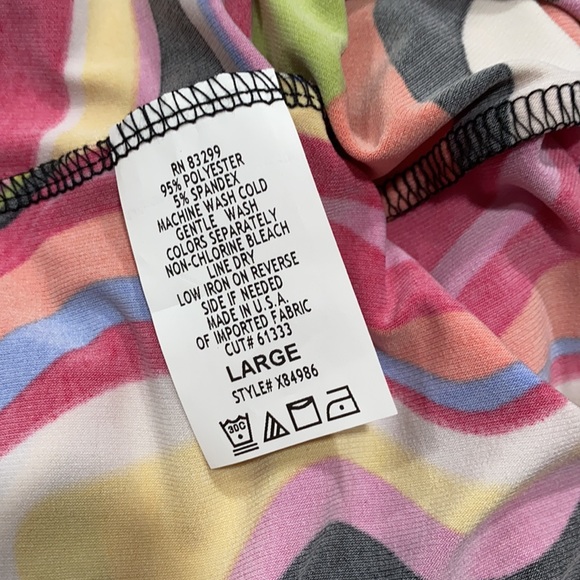 RN 83299
95% POLYESTER
5% SPANDEX
MACHINE WASH COLD
GENTLE WASH
COLORS SEPARATELY
NON-CHLORINE BLEACH
LINE DRY
LOW IRON ON REVERSE
SIDE IF NEEDED
MADE IN U.S.A.
OF IMPORTED FABRIC
CUT# 61333
LARGE
STYLE# X84986
30C